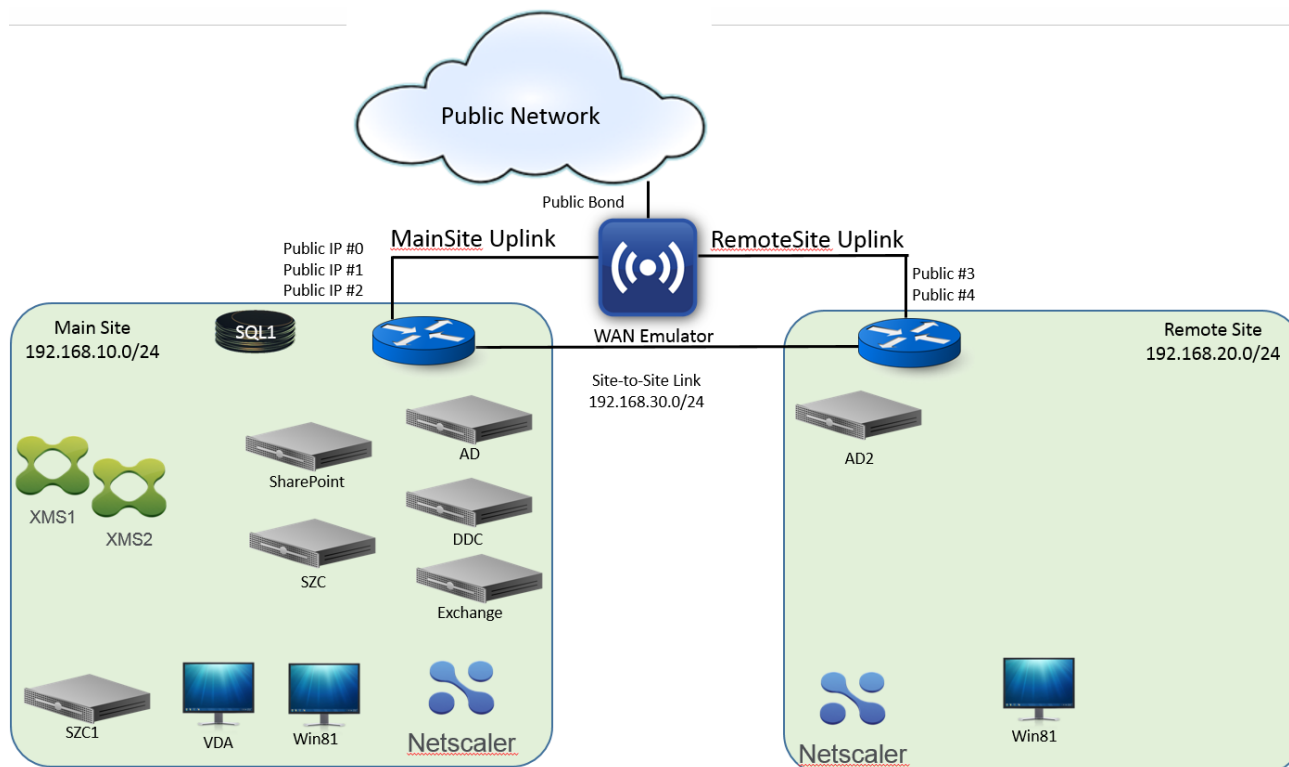 Public Network
Public Bond
MainSite Uplink
RemoteSite Uplink
Public IP #0
Public IP #1
Public IP #2
Public #3
Public #4
WAN Emulator
Site-to-Site Link
192.168.30.0/24
Main Site
192.168.10.0/24
SQL1
AD
SharePoint
XMS1
XMS2
DDC
SZC
Exchange
SZC1
VDA
Win81
Netscaler
Remote Site
192.168.20.0/24
AD2
Netscaler
Win81